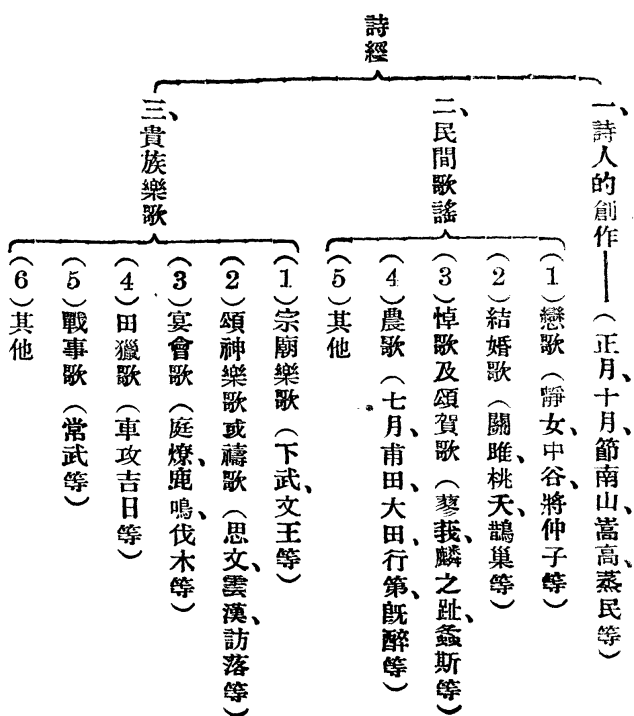 詩經
一、詩人的創作——（正月、十月、節南山、嵩高、蒸民等）
二、民間歌謠
（1）戀歌（靜女、中谷、將仲子等）
（2）結婚歌（關雎、桃夭、鵲巢等）
（3）悼歌及頌賀歌（蓼莪、麟之趾、螽斯等）
（4）農歌（七月、甫田、大田、行第、旣醉等）
（5）其他
三、貴族樂歌
（1）宗廟樂歌（下武、文王等）
（2）頌神樂歌或禱歌（思文、雲漢、訪落等）
（3）宴會歌（庭燎、鹿鳴、伐木等）
（4）田獵歌（車攻吉日等）
（5）戰事歌（常武等）
（6）其他